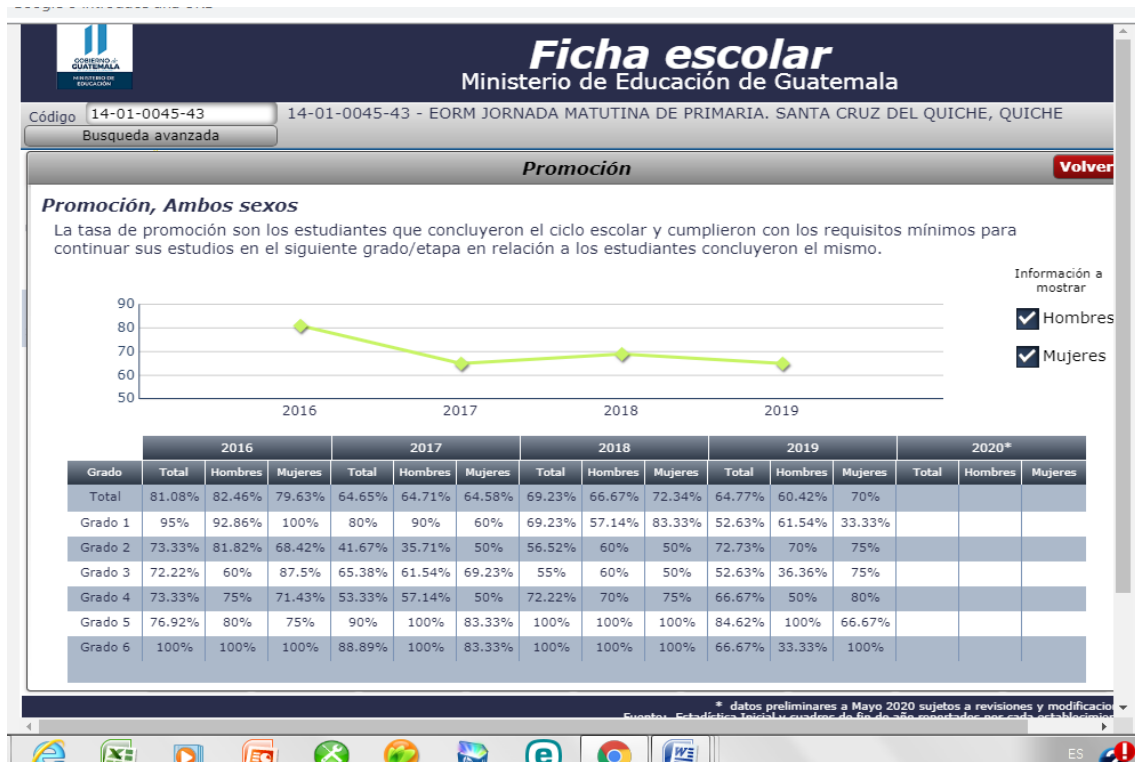 GOBIERNO de
GUATEMALA
MINISTERIO DE
EDUCACIÓN
Ficha escolar
Ministerio de Educación de Guatemala
Código 14-01-0045-43 14-01-0045-43 - EORM JORNADA MATUTINA DE PRIMARIA. SANTA CRUZ DEL QUICHE, QUICHE
Busqueda avanzada
Promoción Volver
Promoción, Ambos sexos
La tasa de promoción son los estudiantes que concluyeron el ciclo escolar y cumplieron con los requisitos mínimos para
continuar sus estudios en el siguiente grado/etapa en relación a los estudiantes concluyeron el mismo.
Información a
mostrar
Hombres
Mujeres
90
80
70
60
50
2016 2017 2018 2019
2016 2017 2018 2019 2020*
Grado Total Hombres Mujeres Total Hombres Mujeres Total Hombres Mujeres Total Hombres Mujeres Total Hombres Mujeres
Total 81.08% 82.46% 79.63% 64.65% 64.71% 64.58% 69.23% 66.67% 72.34% 64.77% 60.42% 70%
Grado 1 95% 92.86% 100% 80% 90% 60% 69.23% 57.14% 83.33% 52.63% 61.54% 33.33%
Grado 2 73.33% 81.82% 68.42% 41.67% 35.71% 50% 56.52% 60% 50% 72.73% 70% 75%
Grado 3 72.22% 60% 87.5% 65.38% 61.54% 69.23% 55% 60% 50% 52.63% 36.36% 75%
Grado 4 73.33% 75% 71.43% 53.33% 57.14% 50% 72.22% 70% 75% 66.67% 50% 80%
Grado 5 76.92% 80% 75% 90% 100% 83.33% 100% 100% 100% 84.62% 100% 66.67%
Grado 6 100% 100% 100% 88.89% 100% 83.33% 100% 100% 100% 66.67% 33.33% 100%
* datos preliminares a Mayo 2020 sujetos a revisiones y modificacio
ES